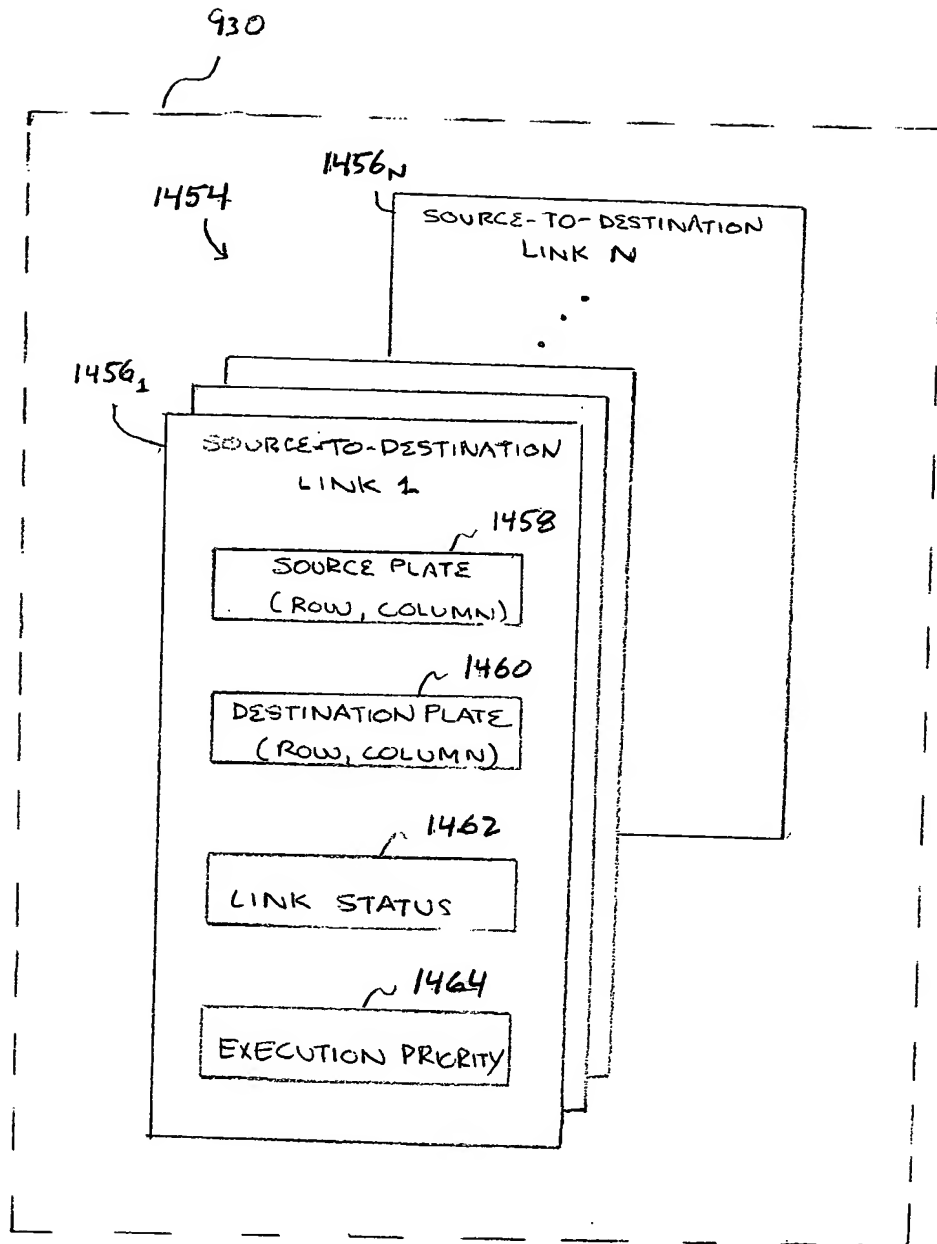 930
1454
1456N
SOURCE-TO-DESTINATION
LINK N
14561
SOURCE-TO-DESTINATION
LINK 1
1458
SOURCE PLATE
(ROW, COLUMN)
1460
DESTINATION PLATE
(ROW, COLUMN)
1462
LINK STATUS
1464
EXECUTION PRIORITY